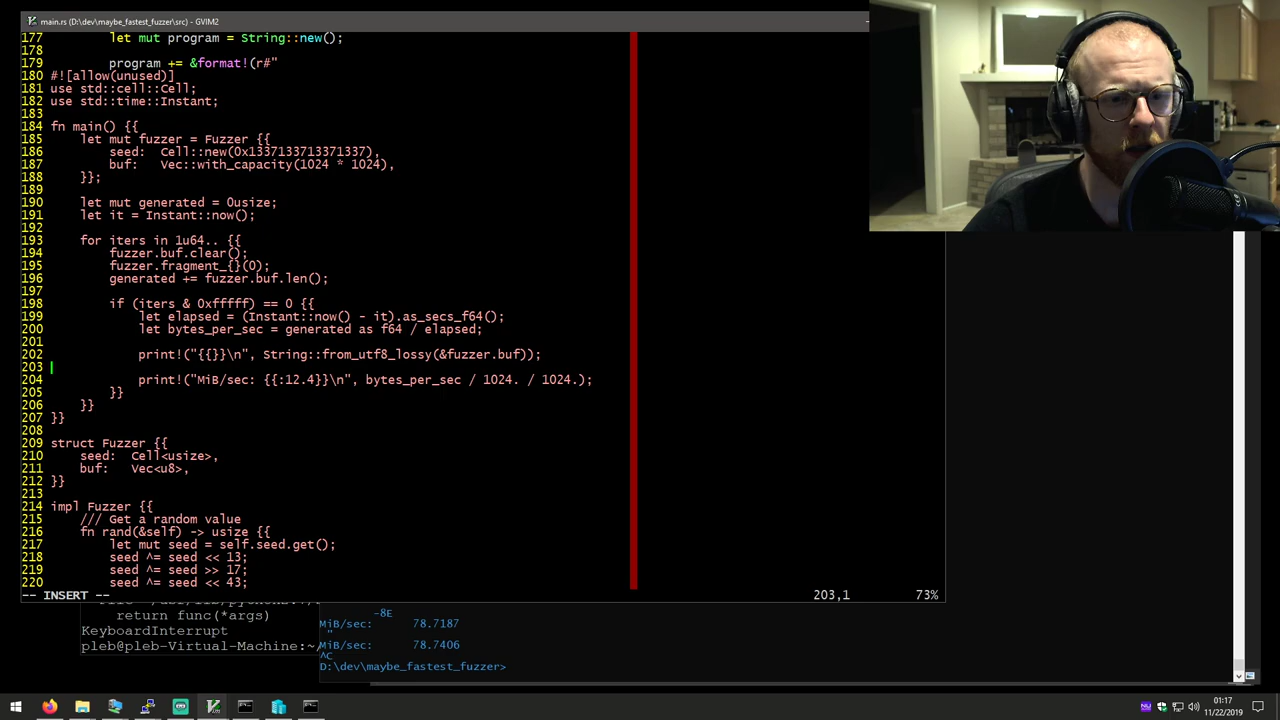 main.rs (D:\dev\maybe_fastest_fuzzer\src) - GVIM2
177         let mut program = String::new();
178
179         program += &format!(r#"
180 #![allow(unused)]
181 use std::cell::Cell;
182 use std::time::Instant;
183
184 fn main() {{
185     let mut fuzzer = Fuzzer {{
186         seed:  Cell::new(0x1337133713371337),
187         buf:   Vec::with_capacity(1024 * 1024),
188     }};
189
190     let mut generated = 0usize;
191     let it = Instant::now();
192
193     for iters in 1u64.. {{
194         fuzzer.buf.clear();
195         fuzzer.fragment_{}(0);
196         generated += fuzzer.buf.len();
197
198         if (iters & 0xfffff) == 0 {{
199             let elapsed = (Instant::now() - it).as_secs_f64();
200             let bytes_per_sec = generated as f64 / elapsed;
201
202             print!("{{}}\n", String::from_utf8_lossy(&fuzzer.buf));
203
204             print!("MiB/sec: {{:12.4}}\n", bytes_per_sec / 1024. / 1024.);
205         }}
206     }}
207 }}
208
209 struct Fuzzer {{
210     seed:  Cell<usize>,
211     buf:   Vec<u8>,
212 }}
213
214 impl Fuzzer {{
215     /// Get a random value
216     fn rand(&self) -> usize {{
217         let mut seed = self.seed.get();
218         seed ^= seed << 13;
219         seed ^= seed >> 17;
220         seed ^= seed << 43;
-- INSERT --    203,1    73%
return func(*args)
KeyboardInterrupt
pleb@pleb-Virtual-Machine:~/
-8E
MiB/sec:      78.7187
"
MiB/sec:      78.7406
^C
D:\dev\maybe_fastest_fuzzer>
01:17
11/22/2019